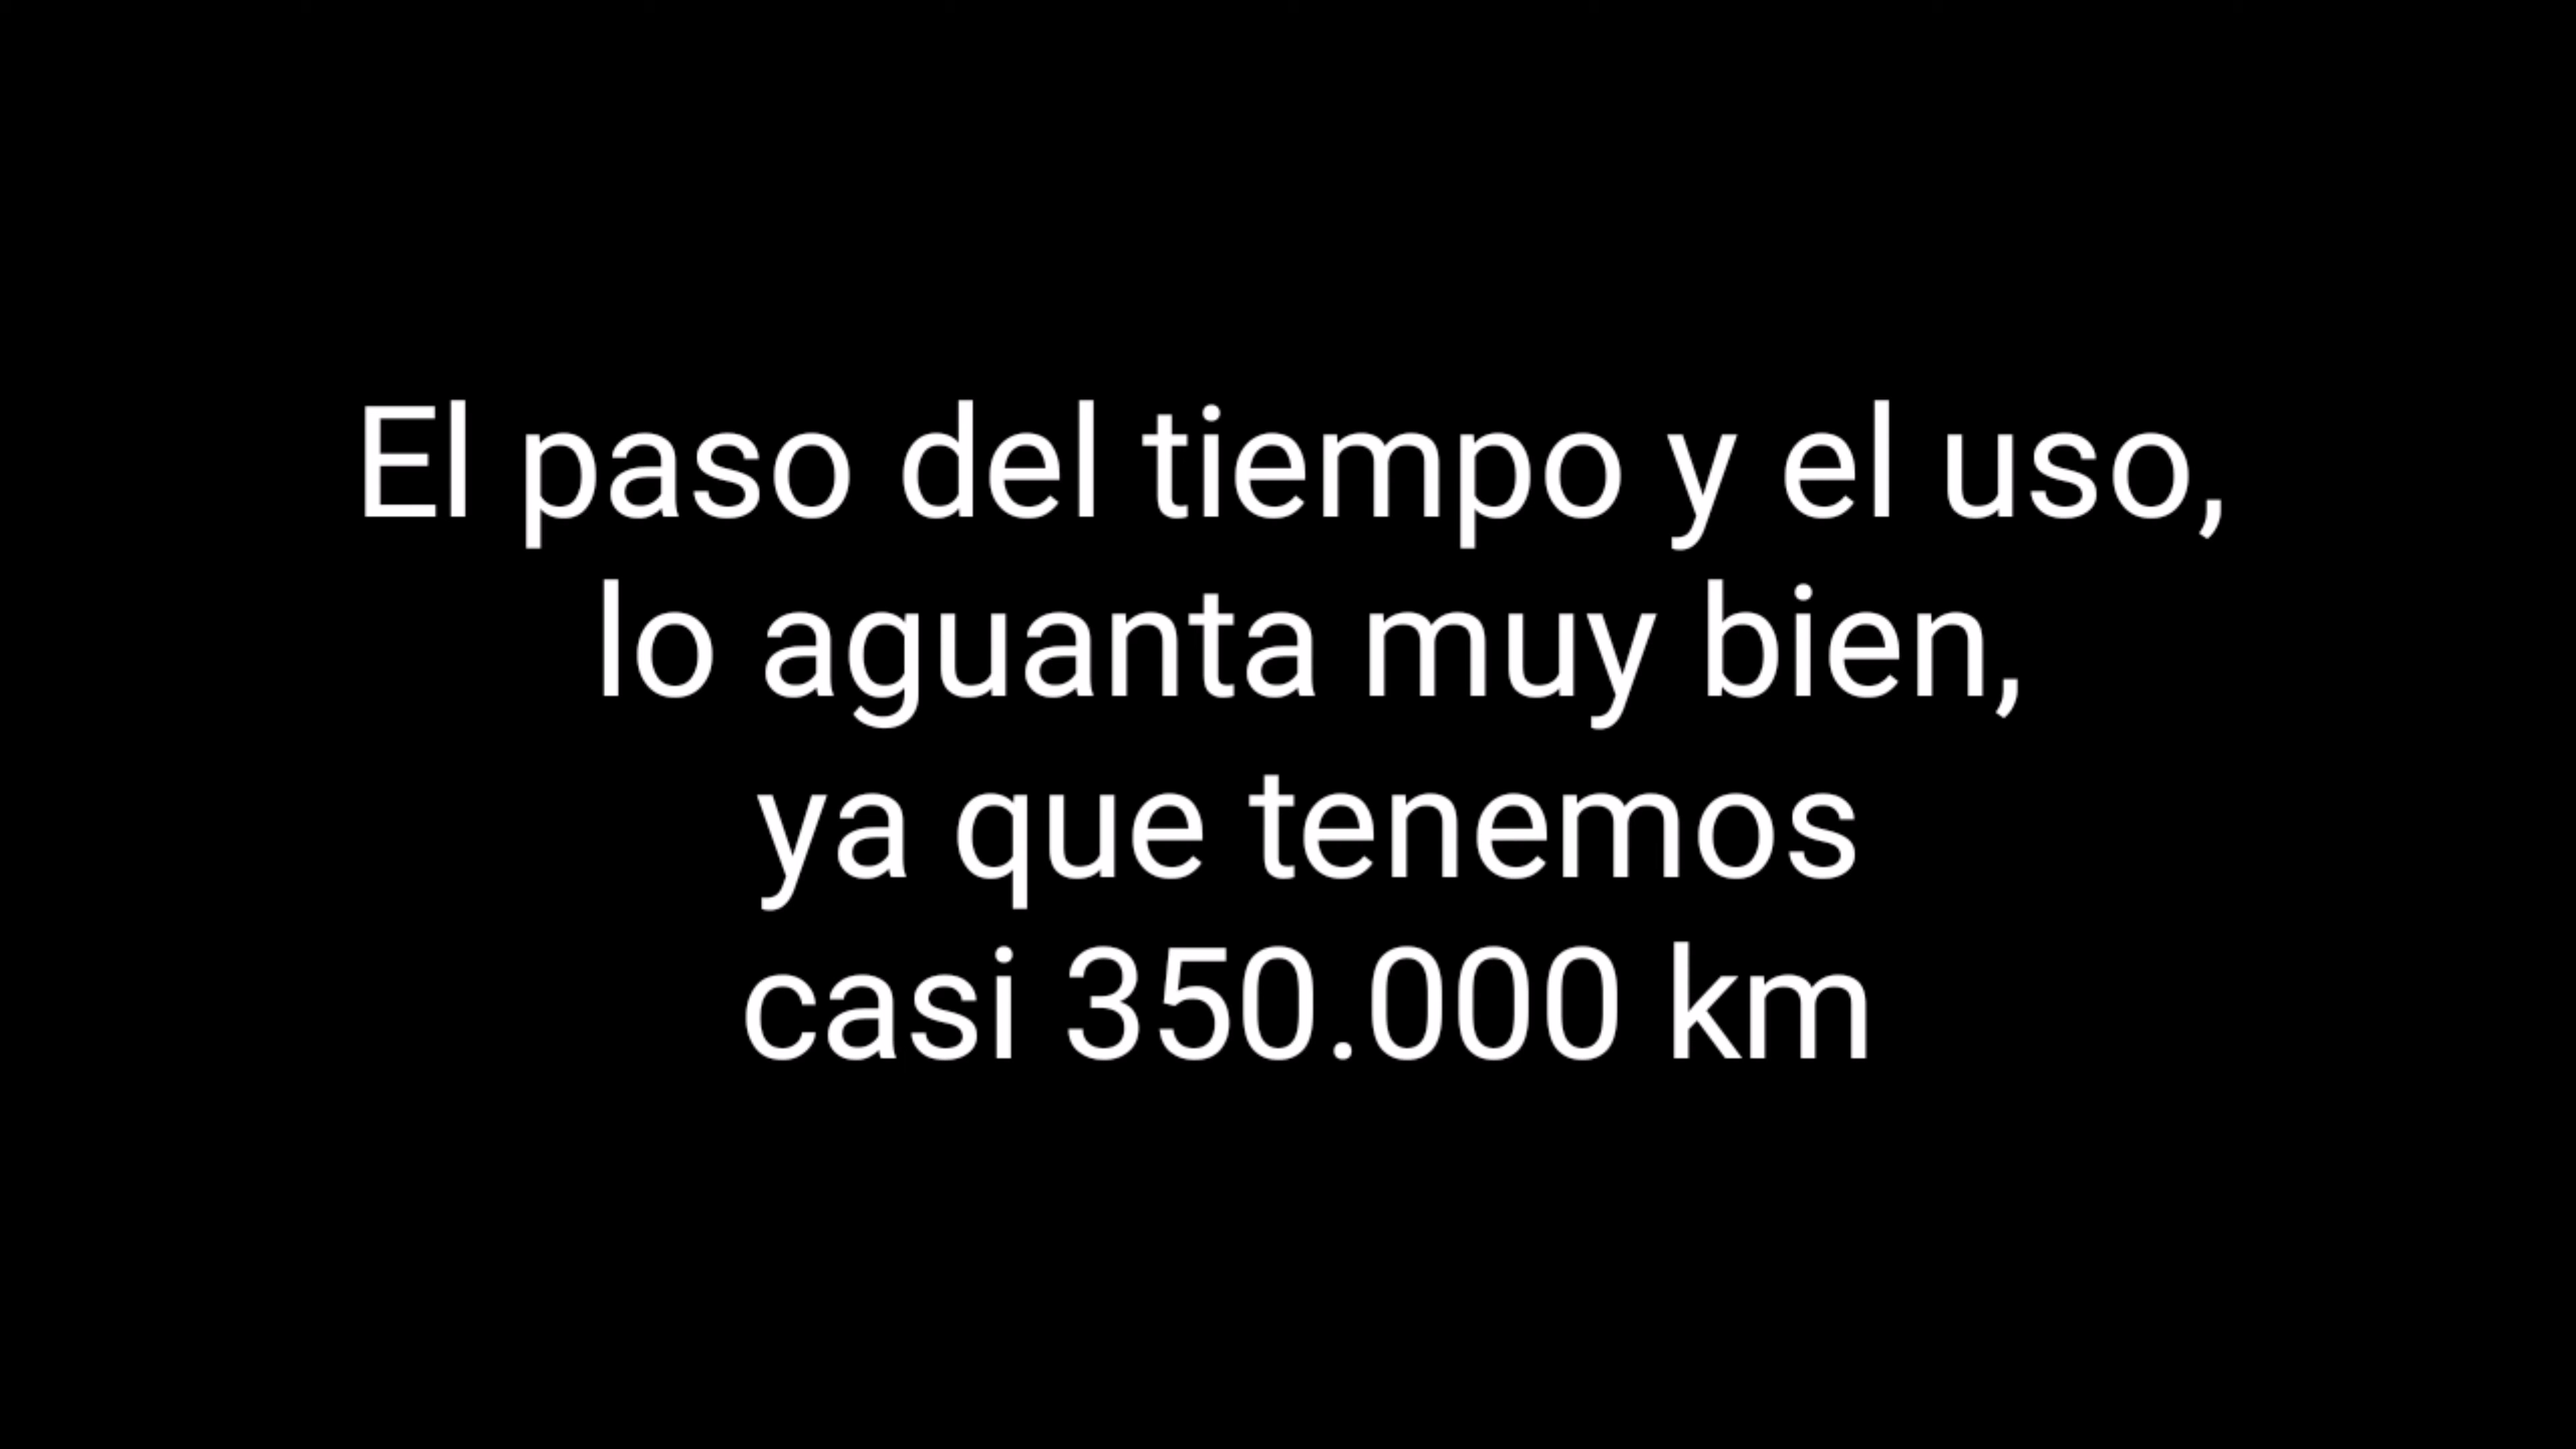 El paso del tiempo y el uso,
lo aguanta muy bien,
ya que tenemos
casi 350.000 km